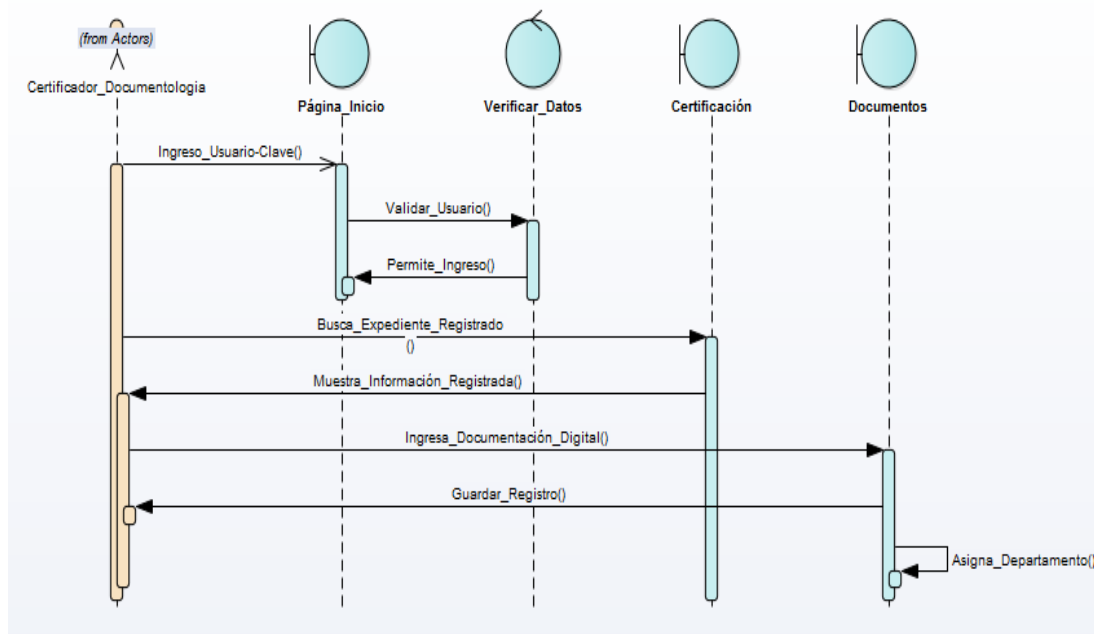 (from Actors)
Certificador_Documentologia
Página_Inicio
Verificar_Datos
Certificación
Documentos
Ingreso_Usuario-Clave()
Validar_Usuario()
Permite_Ingreso()
Busca_Expediente_Registrado
()
Muestra_Información_Registrada()
Ingresa_Documentación_Digital()
Guardar_Registro()
Asigna_Departamento()